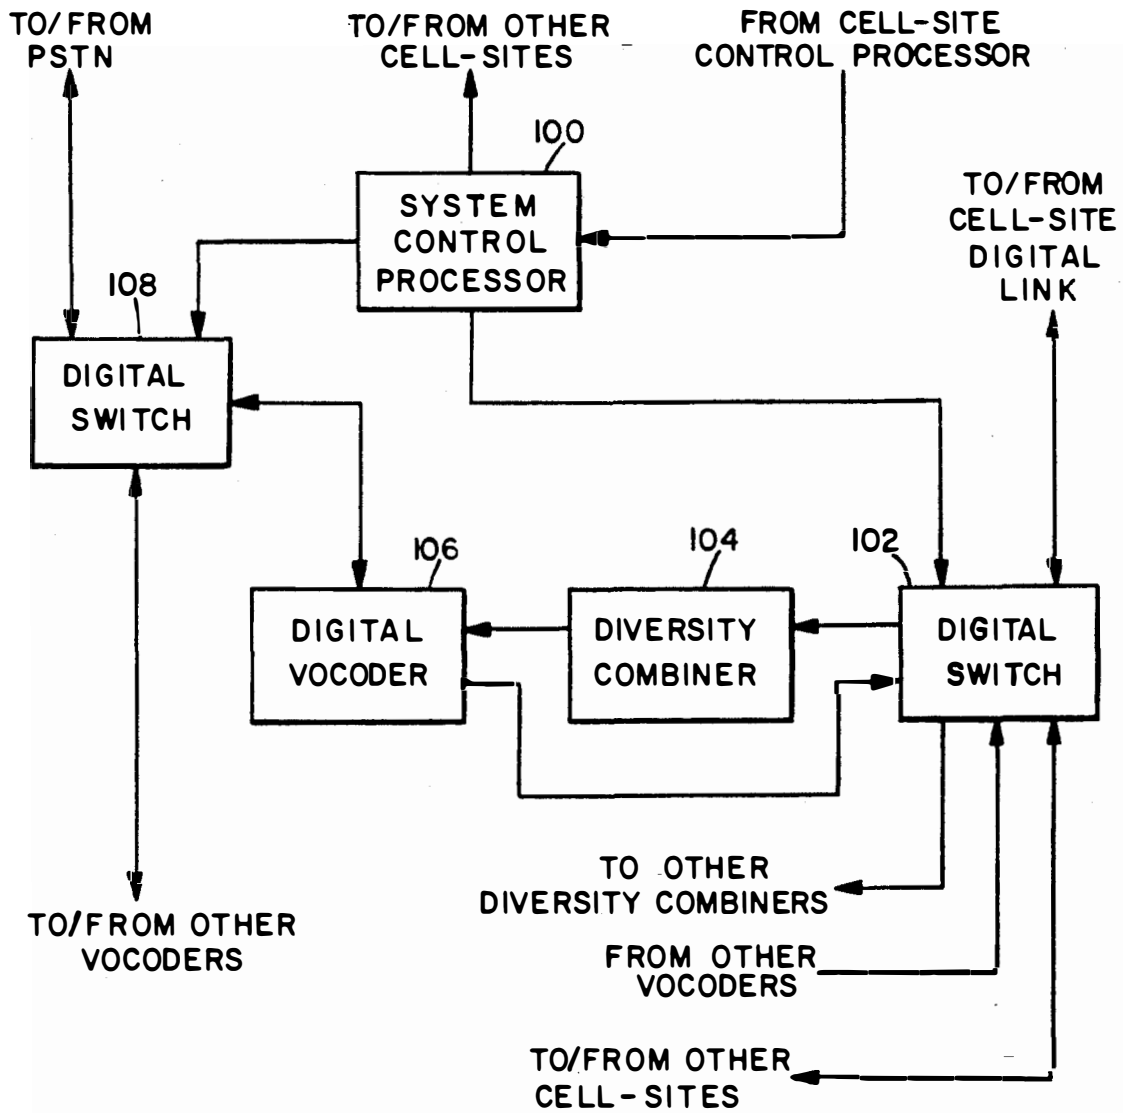 TO/FROM
PSTN
TO/FROM OTHER
CELL-SITES
FROM CELL-SITE
CONTROL PROCESSOR
100
SYSTEM
CONTROL
PROCESSOR
TO/FROM
CELL-SITE
DIGITAL
LINK
108
DIGITAL
SWITCH
106
DIGITAL
VOCODER
104
DIVERSITY
COMBINER
102
DIGITAL
SWITCH
TO OTHER
DIVERSITY COMBINERS
TO/FROM OTHER
VOCODERS
FROM OTHER
VOCODERS
TO/FROM OTHER
CELL-SITES